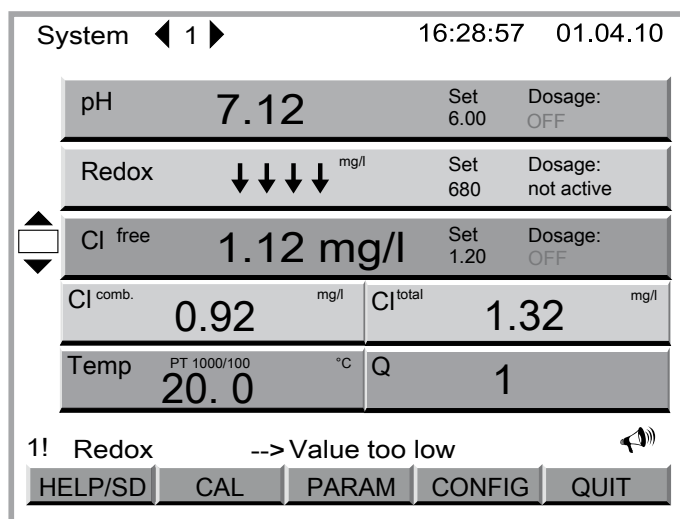 System 1 16:28:57 01.04.10
pH 7.12 Set 6.00 Dosage: OFF
Redox ↓↓↓↓ mg/l Set 680 Dosage: not active
Cl free 1.12 mg/l Set 1.20 Dosage: OFF
Cl comb. 0.92 mg/l Cl total 1.32 mg/l
Temp PT 1000/100 20. 0 °C Q 1
1! Redox --> Value too low
HELP/SD CAL PARAM CONFIG QUIT